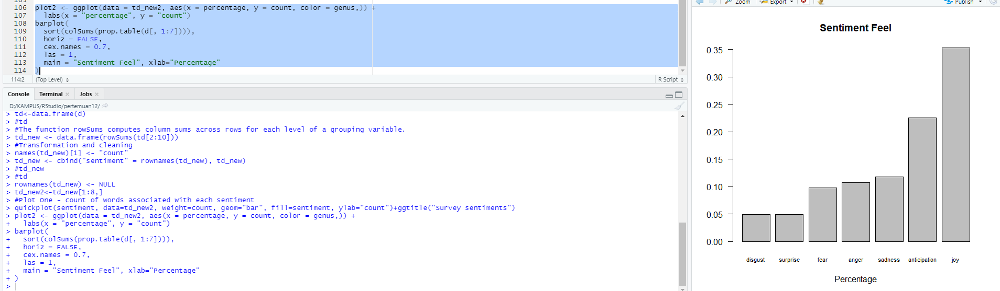 Zoom Export Publish
106 plot2 <- ggplot(data = td_new2, aes(x = percentage, y = count, color = genus,)) +
107 labs(x = "percentage", y = "count")
108 barplot(
109 sort(colSums(prop.table(d[, 1:7]))),
110 horiz = FALSE,
111 cex.names = 0.7,
112 las = 1,
113 main = "Sentiment Feel", xlab="Percentage"
114 )
114:2 (Top Level) R Script
Console Terminal Jobs
D:/KAMPUS/RStudio/pertemuan12/
> td<-data.frame(d)
> #td
> #The function rowSums computes column sums across rows for each level of a grouping variable.
> td_new <- data.frame(rowSums(td[2:10]))
> #Transformation and cleaning
> names(td_new)[1] <- "count"
> td_new <- cbind("sentiment" = rownames(td_new), td_new)
> #td_new
> #td
> rownames(td_new) <- NULL
> td_new2<-td_new[1:8,]
> #Plot One - count of words associated with each sentiment
> quickplot(sentiment, data=td_new2, weight=count, geom="bar", fill=sentiment, ylab="count")+ggtitle("Survey sentiments")
> plot2 <- ggplot(data = td_new2, aes(x = percentage, y = count, color = genus,)) +
+ labs(x = "percentage", y = "count")
> barplot(
+ sort(colSums(prop.table(d[, 1:7]))),
+ horiz = FALSE,
+ cex.names = 0.7,
+ las = 1,
+ main = "Sentiment Feel", xlab="Percentage"
+ )
>
Sentiment Feel
0.35
0.30
0.25
0.20
0.15
0.10
0.05
0.00
disgust surprise fear anger sadness anticipation joy
Percentage